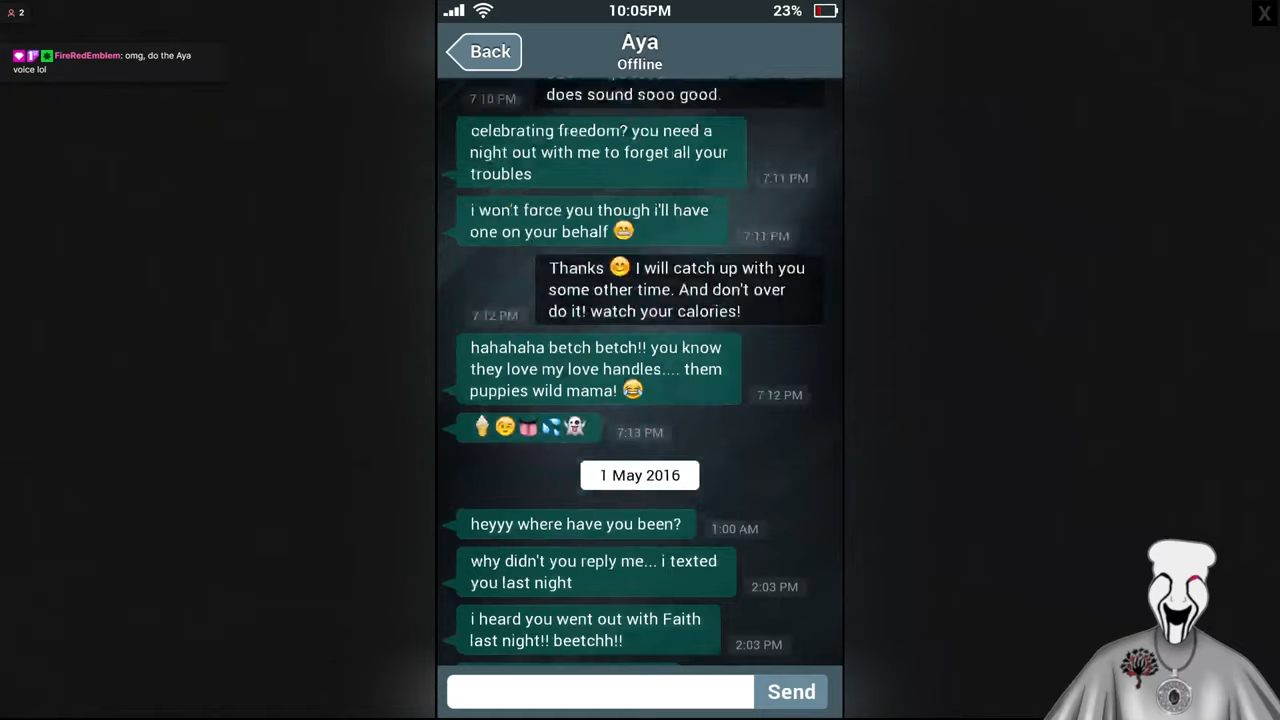 2
X
FireRedEmblem: omg, do the Aya
voice lol
10:05PM
23%
Back
Aya
Offline
does sound sooo good.
7:10 PM
celebrating freedom? you need a
night out with me to forget all your
troubles
7:11 PM
i won't force you though i'll have
one on your behalf 😁
7:11 PM
Thanks 😊 I will catch up with you
some other time. And don't over
do it! watch your calories!
7:12 PM
hahahaha betch betch!! you know
they love my love handles.... them
puppies wild mama! 😂
7:12 PM
🍦😏👅💦👻
7:13 PM
1 May 2016
heyyy where have you been?
1:00 AM
why didn't you reply me... i texted
you last night
2:03 PM
i heard you went out with Faith
last night!! beetchh!!
2:03 PM
Send